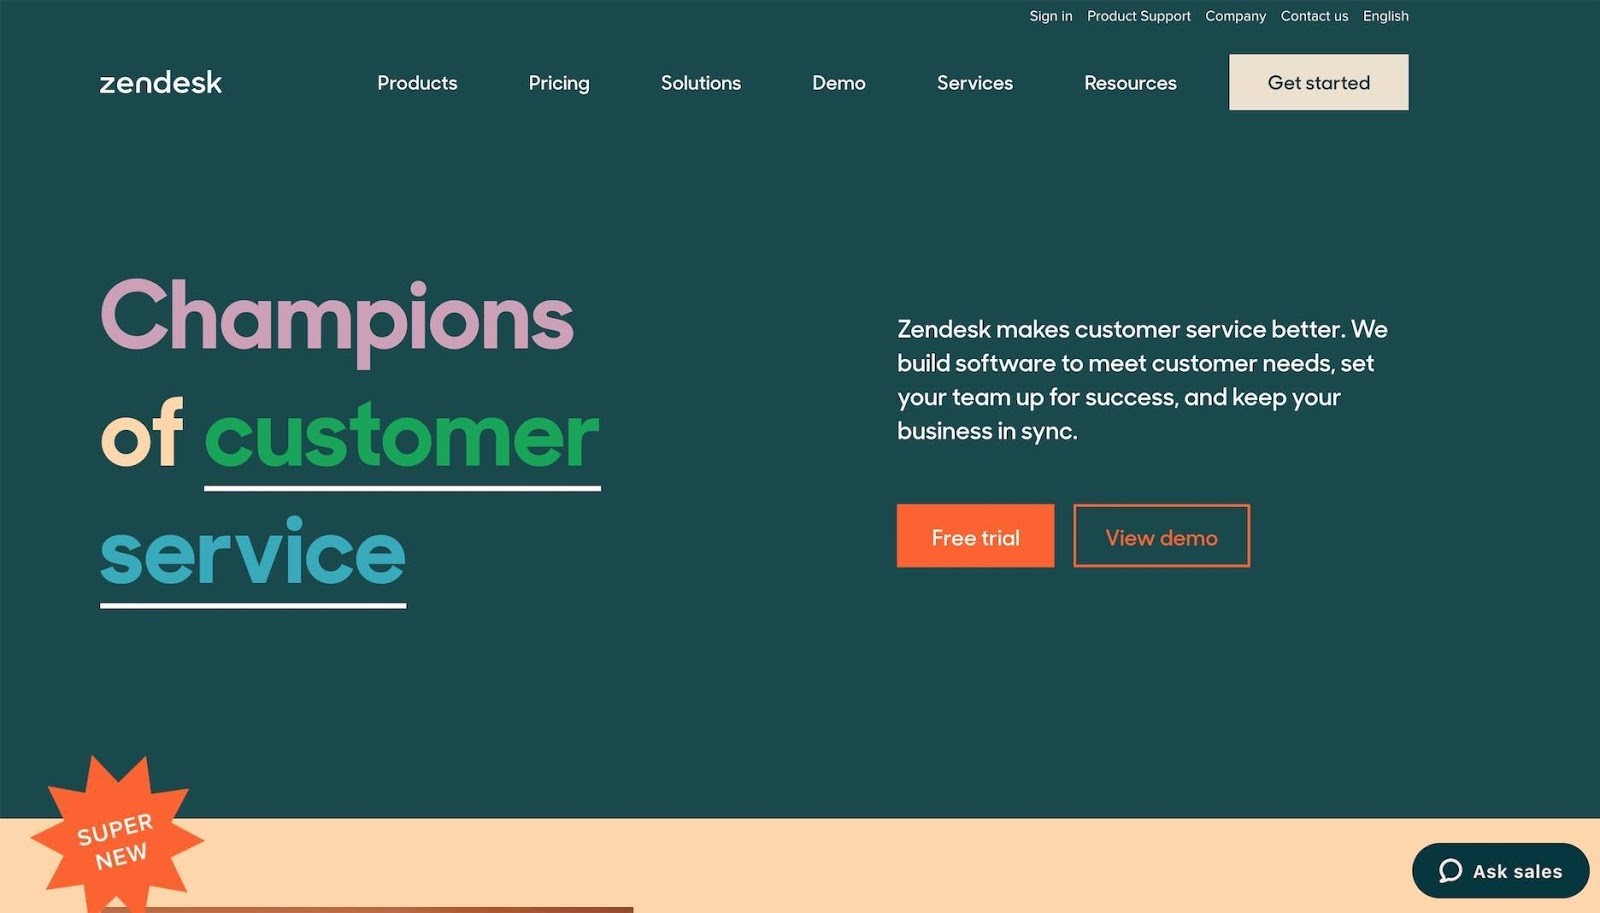 Sign in Product Support Company Contact us English
zendesk Products Pricing Solutions Demo Services Resources Get started
Champions
of customer
service
Zendesk makes customer service better. We
build software to meet customer needs, set
your team up for success, and keep your
business in sync.
Free trial View demo
SUPER
NEW
Ask sales